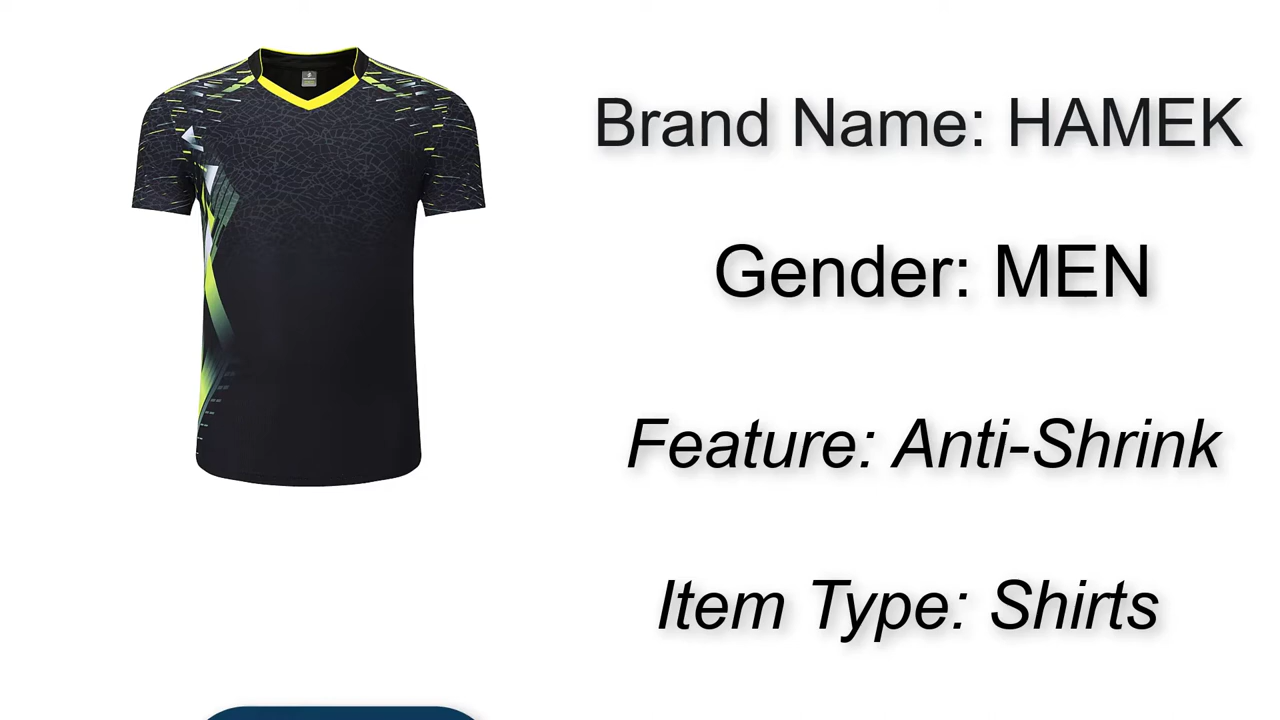 Brand Name: HAMEK
Gender: MEN
Feature: Anti-Shrink
Item Type: Shirts